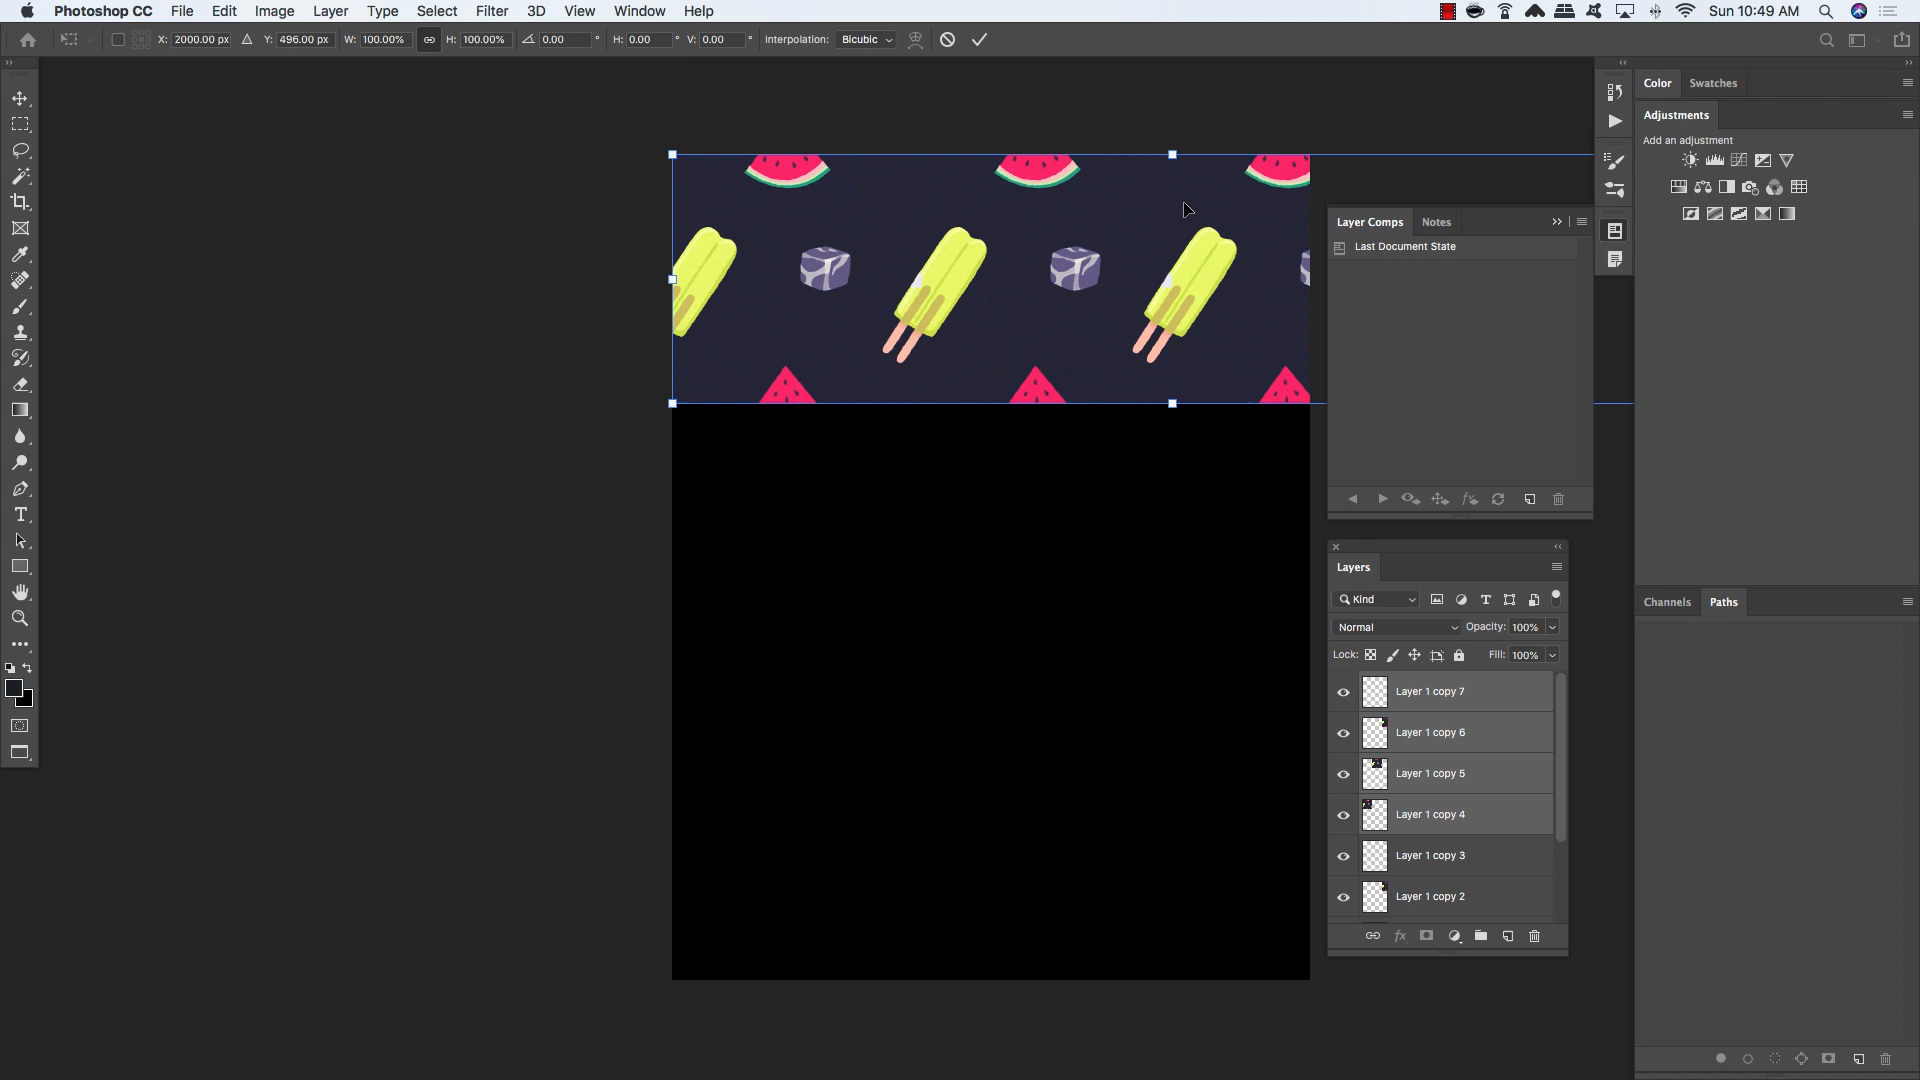 Photoshop CC File Edit Image Layer Type Select Filter 3D View Window Help Sun 10:49 AM
X: 2000.00 px Y: 496.00 px W: 100.00% H: 100.00% 0.00 ° H: 0.00 ° V: 0.00 ° Interpolation: Bicubic
Color Swatches
Adjustments
Add an adjustment
Layer Comps Notes
Last Document State
Layers
Kind
Normal Opacity: 100%
Lock: Fill: 100%
Layer 1 copy 7
Layer 1 copy 6
Layer 1 copy 5
Layer 1 copy 4
Layer 1 copy 3
Layer 1 copy 2
Channels Paths